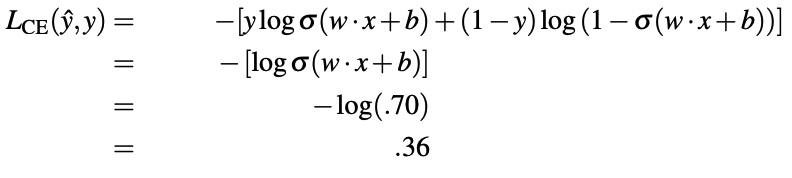 L_CE(ŷ,y) = −[y log σ(w·x+b) + (1−y) log (1−σ(w·x+b))]
= −[log σ(w·x+b)]
= −log(.70)
= .36